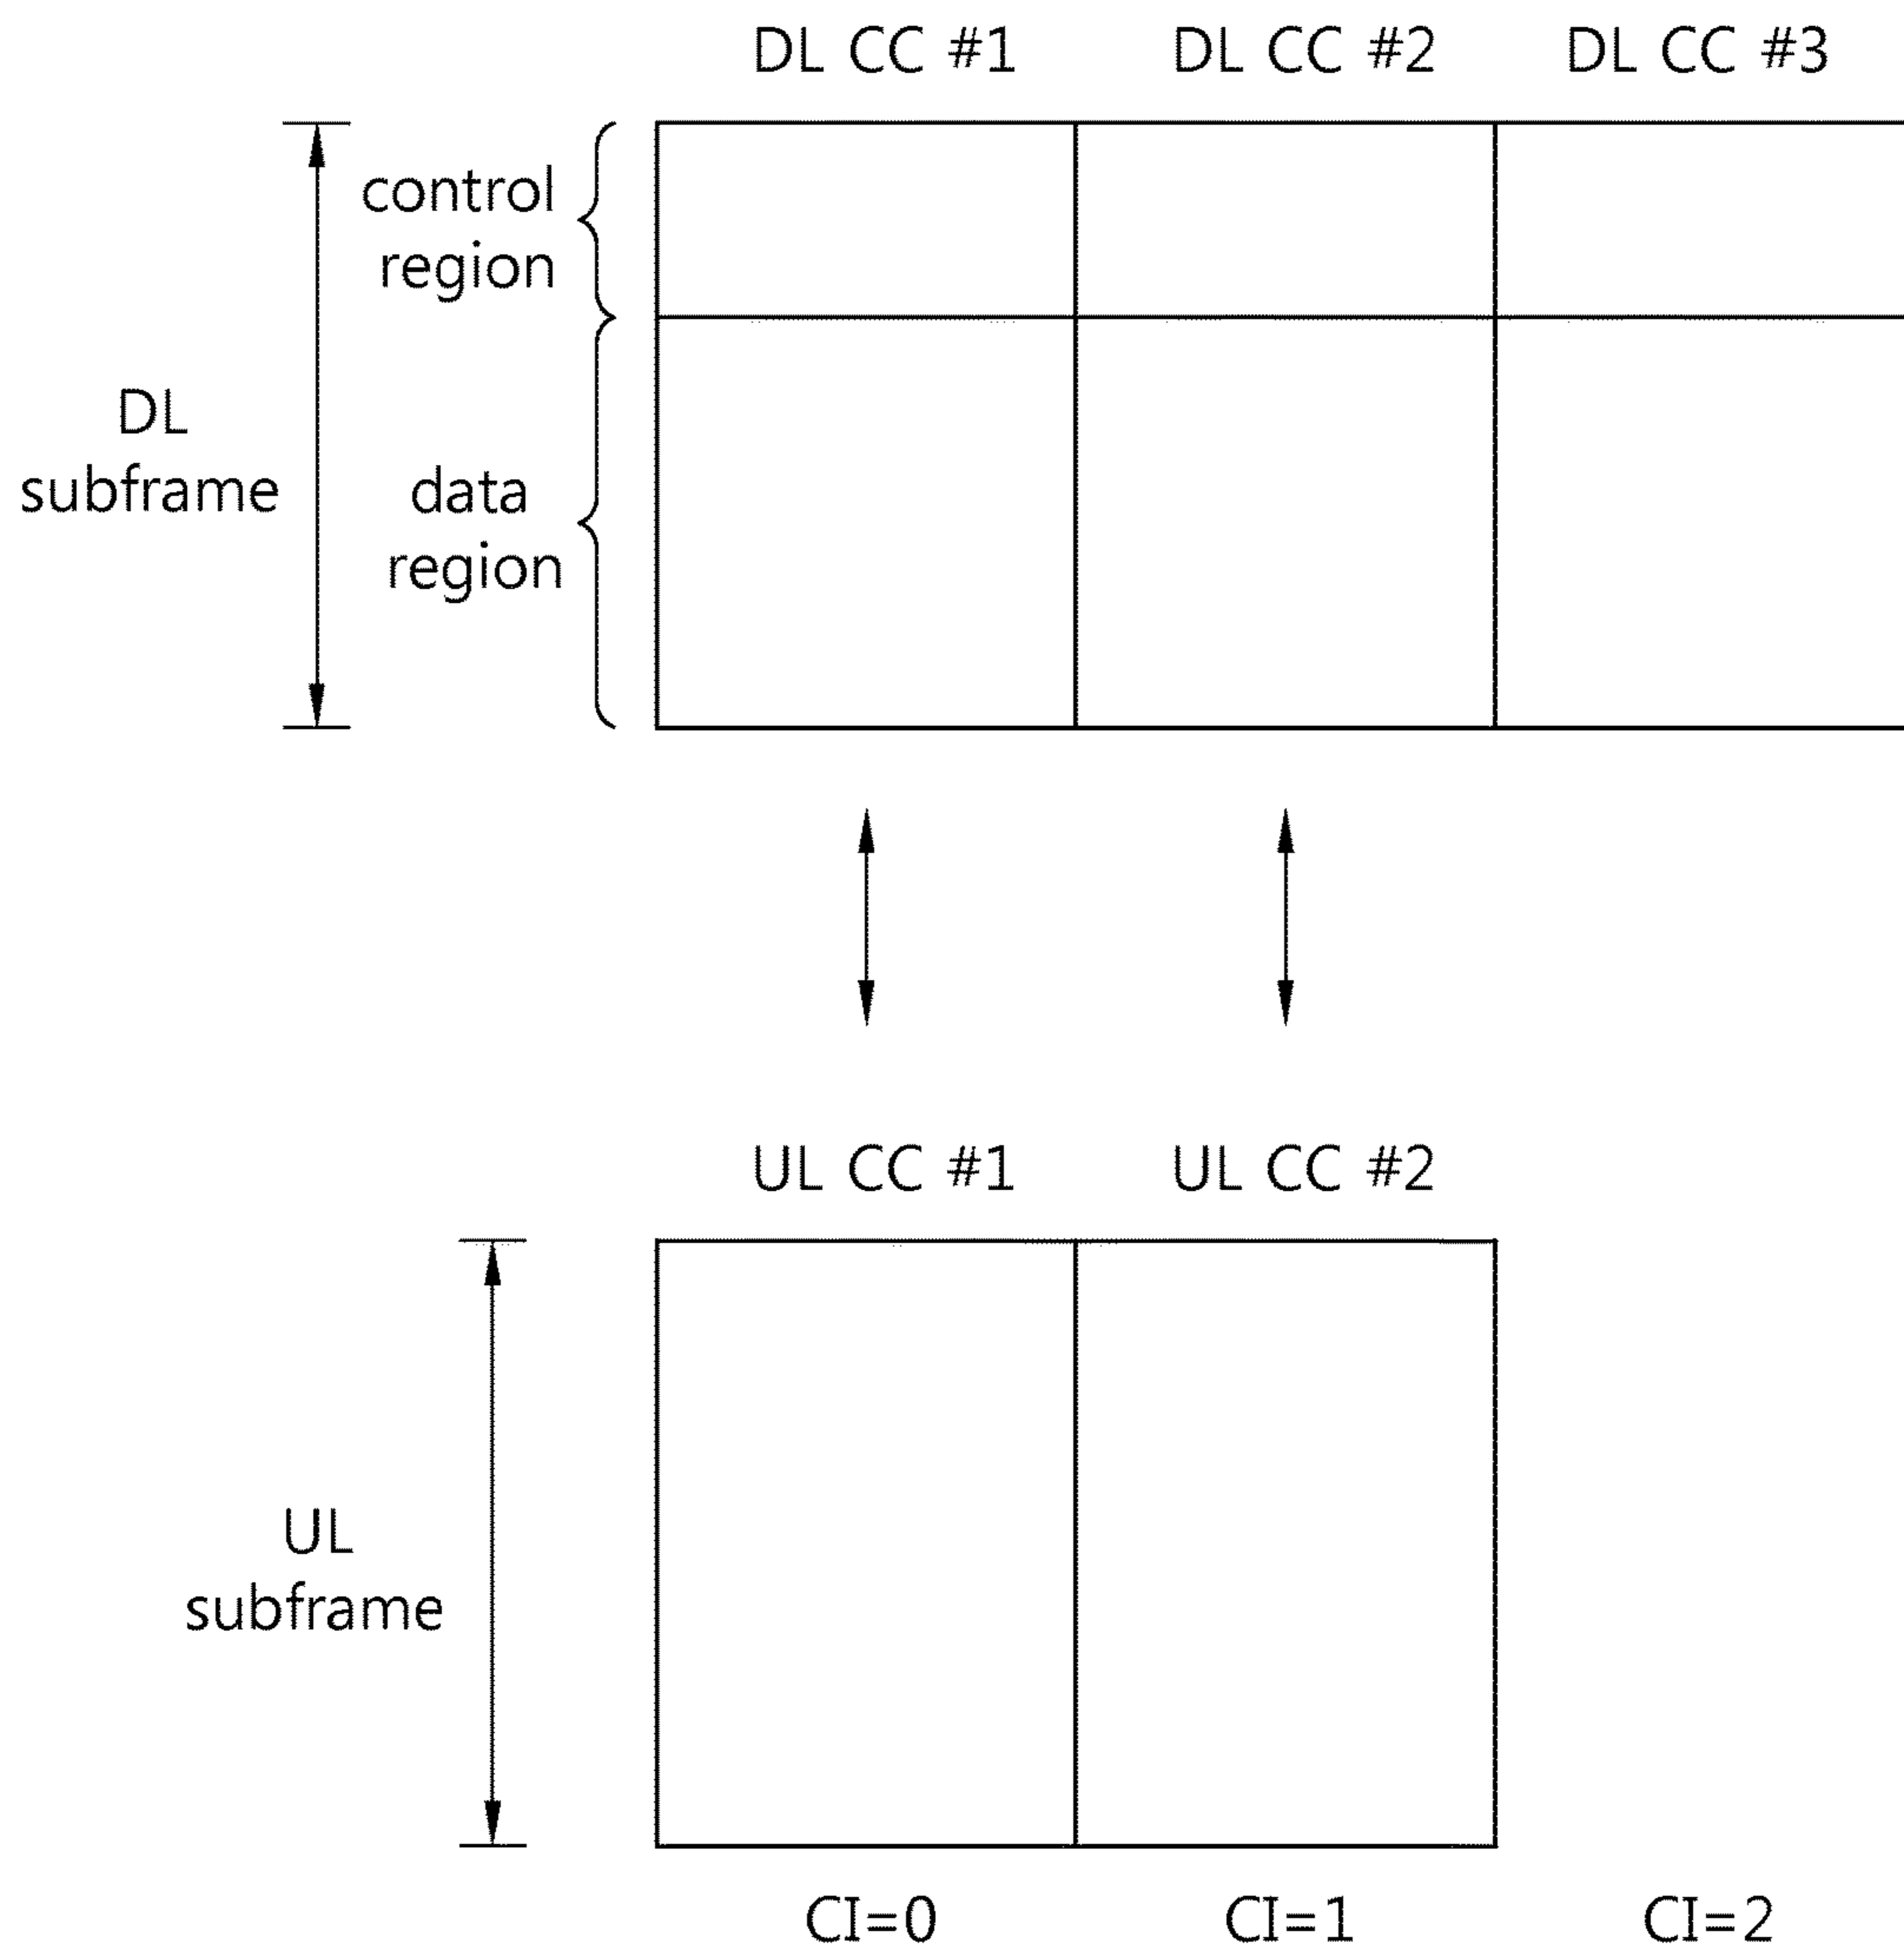 DL CC #1 DL CC #2 DL CC #3
control
region
DL
subframe
data
region
UL CC #1 UL CC #2
UL
subframe
CI=0 CI=1 CI=2